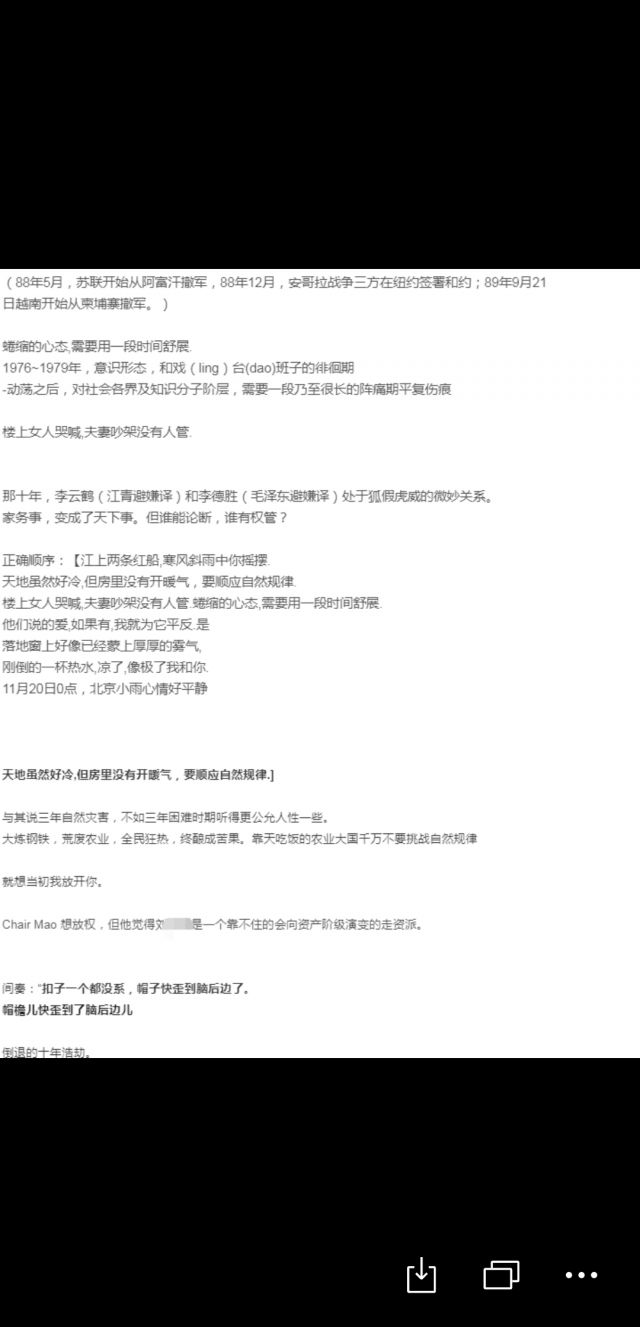 （88年5月，苏联开始从阿富汗撤军，88年12月，安哥拉战争三方在纽约签署和约；89年9月21
日越南开始从柬埔寨撤军。）
蜷缩的心态,需要用一段时间舒展.
1976~1979年，意识形态，和戏（ling）台(dao)班子的徘徊期
-动荡之后，对社会各界及知识分子阶层，需要一段乃至很长的阵痛期平复伤痕
楼上女人哭喊,夫妻吵架没有人管.
那十年，李云鹤（江青避嫌译）和李德胜（毛泽东避嫌译）处于狐假虎威的微妙关系。
家务事，变成了天下事。但谁能论断，谁有权管？
正确顺序：【江上两条红船,寒风斜雨中你摇摆.
天地虽然好冷,但房里没有开暖气，要顺应自然规律.
楼上女人哭喊,夫妻吵架没有人管.蜷缩的心态,需要用一段时间舒展.
他们说的爱,如果有,我就为它平反.是
落地窗上好像已经蒙上厚厚的雾气,
刚倒的一杯热水,凉了,像极了我和你.
11月20日0点，北京小雨心情好平静
天地虽然好冷,但房里没有开暖气，要顺应自然规律.]
与其说三年自然灾害，不如三年困难时期听得更公允人性一些。
大炼钢铁，荒废农业，全民狂热，终酿成苦果。靠天吃饭的农业大国千万不要挑战自然规律
就想当初我放开你。
Chair Mao 想放权，但他觉得刘是一个靠不住的会向资产阶级演变的走资派。
间奏：“扣子一个都没系，帽子快歪到脑后边了。
帽檐儿快歪到了脑后边儿
倒退的十年浩劫。